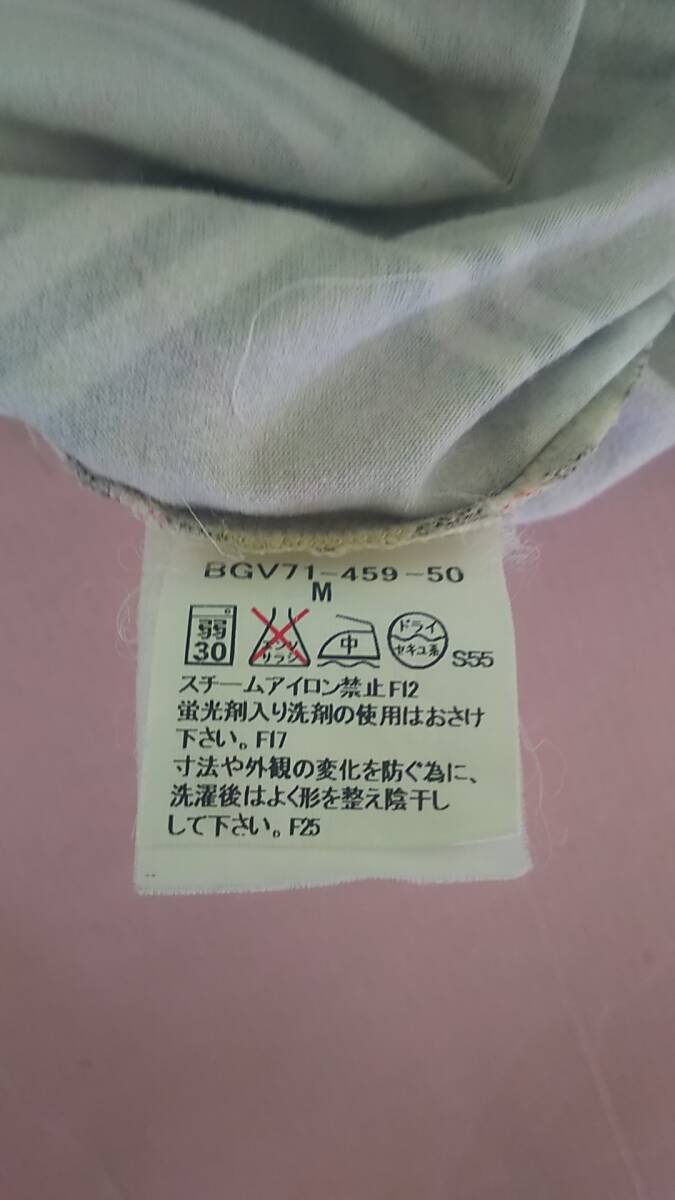 BGV71-459-50
M
弱 30 エンソサラシ 中 ドライ セキユ系 S55
スチームアイロン禁止F12
蛍光剤入り洗剤の使用はおさけ
下さい。F17
寸法や外観の変化を防ぐ為に、
洗濯後はよく形を整え陰干し
して下さい。F25